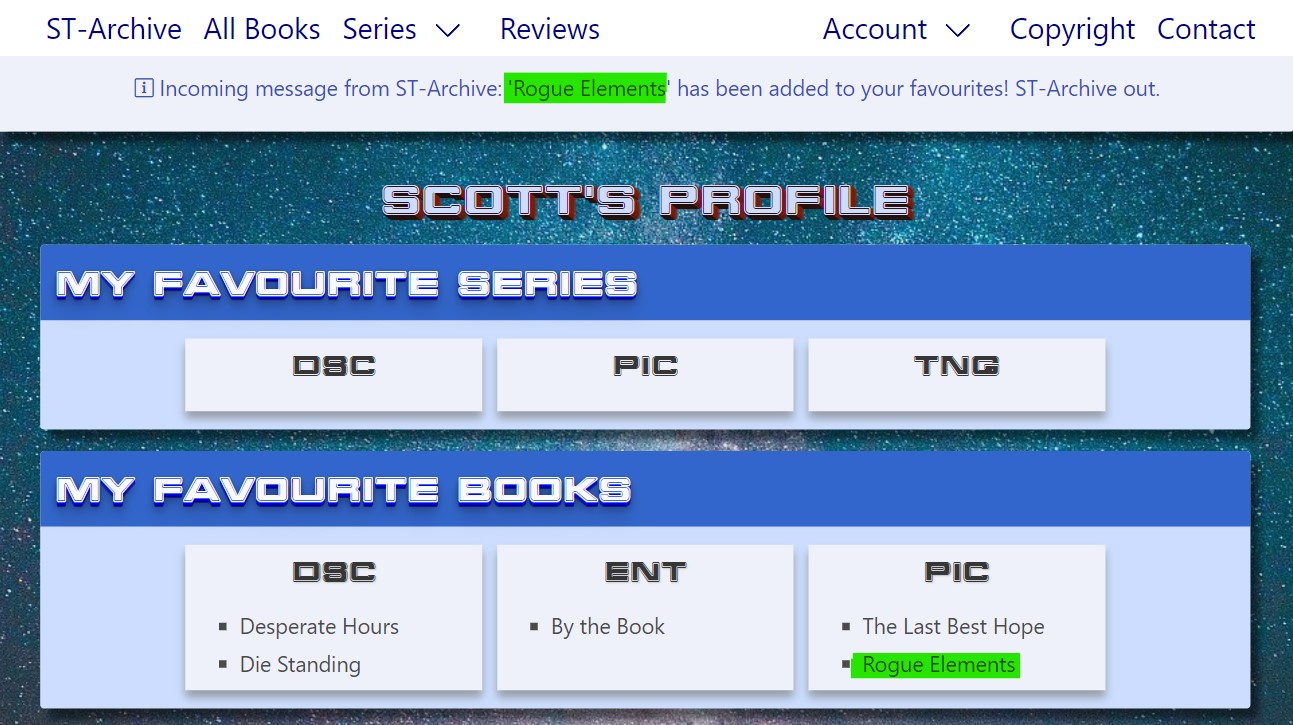 ST-Archive All Books Series Reviews Account Copyright Contact
Incoming message from ST-Archive: 'Rogue Elements' has been added to your favourites! ST-Archive out.
SCOTT'S PROFILE
MY FAVOURITE SERIES
DSC PIC TNG
MY FAVOURITE BOOKS
DSC ENT PIC
Desperate Hours By the Book The Last Best Hope
Die Standing Rogue Elements